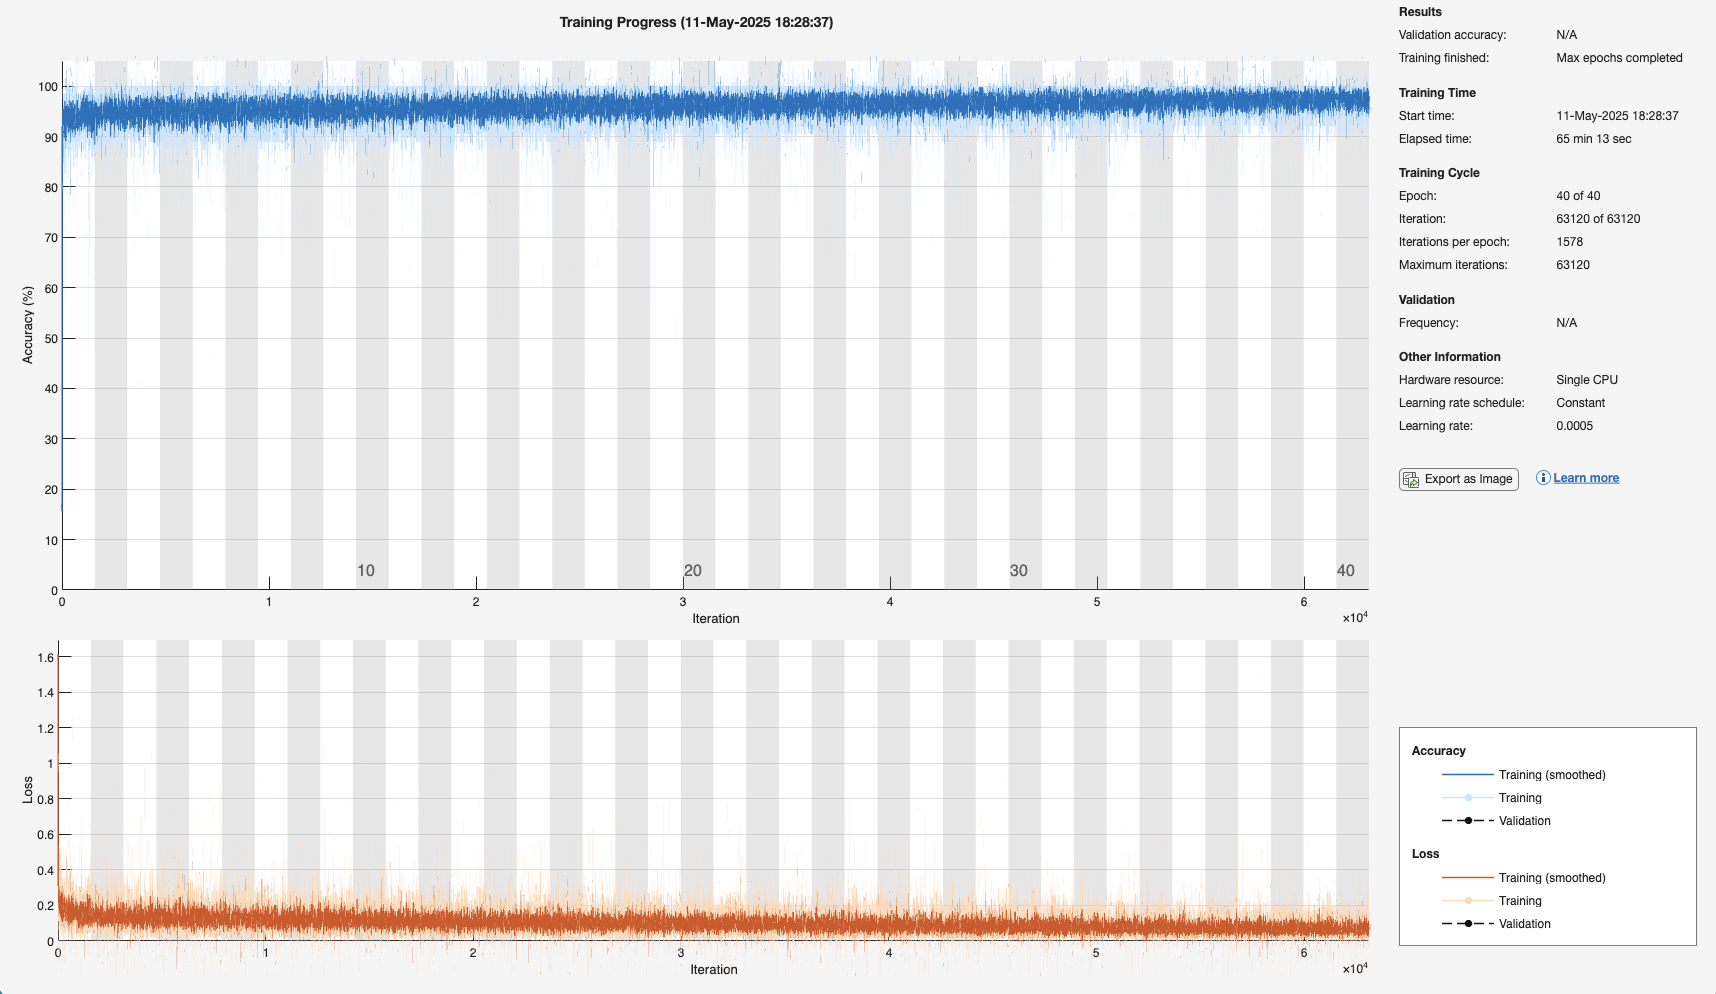 Training Progress (11-May-2025 18:28:37)
100
90
80
70
60
50
40
30
20
10
0
Accuracy (%)
10
20
30
40
0
1
2
3
4
5
6
Iteration
×10⁴
1.6
1.4
1.2
1
0.8
0.6
0.4
0.2
0
Loss
0
1
2
3
4
5
6
Iteration
×10⁴
Results
Validation accuracy: N/A
Training finished: Max epochs completed
Training Time
Start time: 11-May-2025 18:28:37
Elapsed time: 65 min 13 sec
Training Cycle
Epoch: 40 of 40
Iteration: 63120 of 63120
Iterations per epoch: 1578
Maximum iterations: 63120
Validation
Frequency: N/A
Other Information
Hardware resource: Single CPU
Learning rate schedule: Constant
Learning rate: 0.0005
Export as Image
Learn more
Accuracy
Training (smoothed)
Training
Validation
Loss
Training (smoothed)
Training
Validation